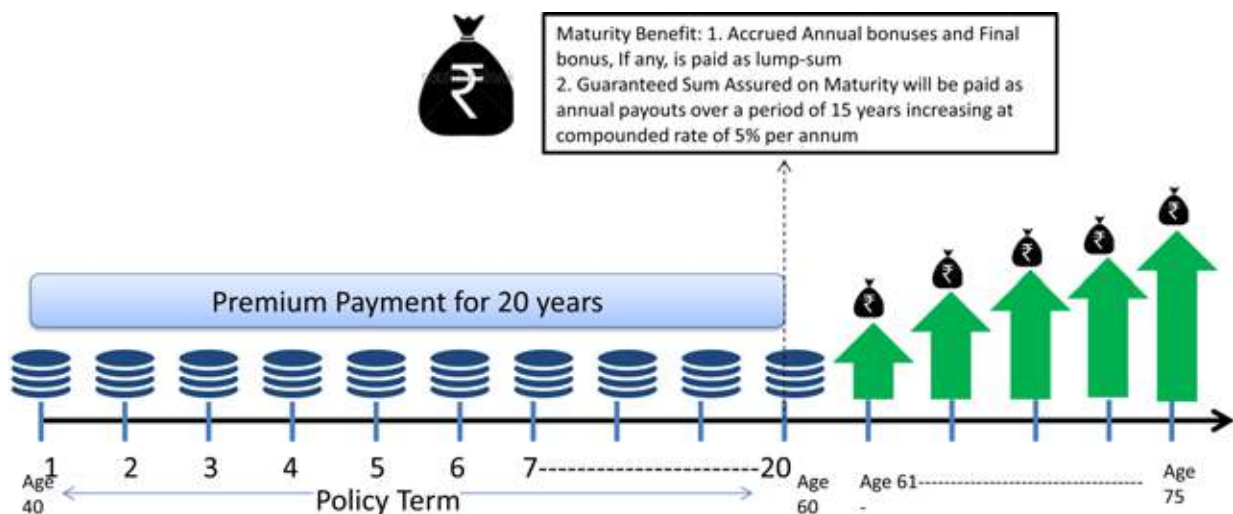 Maturity Benefit: 1. Accrued Annual bonuses and Final
bonus, If any, is paid as lump-sum
2. Guaranteed Sum Assured on Maturity will be paid as
annual payouts over a period of 15 years increasing at
compounded rate of 5% per annum
₹
₹ ₹ ₹ ₹ ₹
Premium Payment for 20 years
1 2 3 4 5 6 7--------------------------20
Age
40
Policy Term
Age
60
Age 61-------------------------
-
Age
75